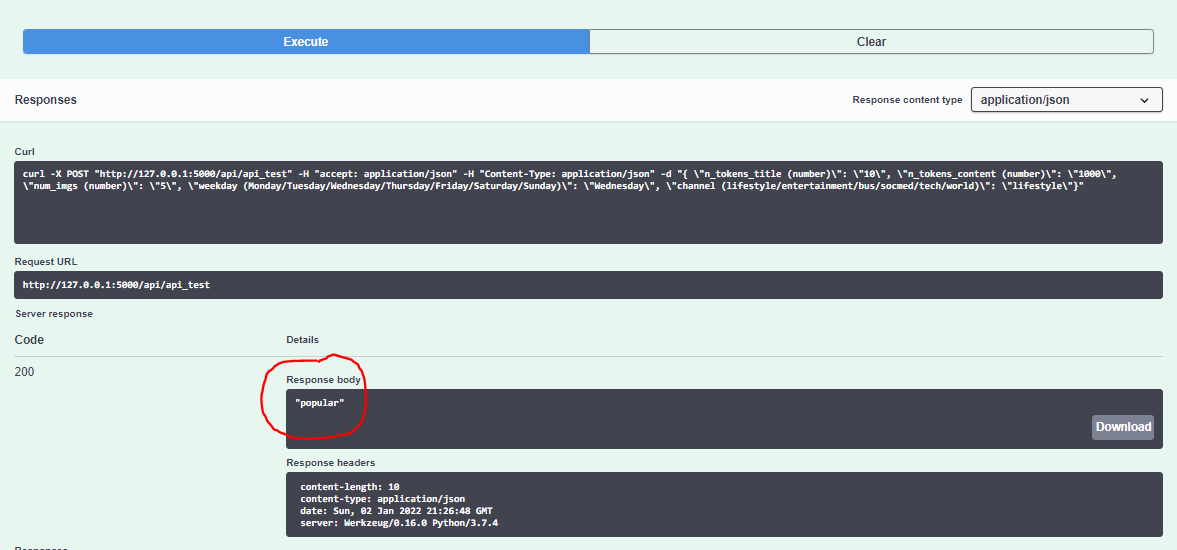 Execute
Clear
Responses
Response content type
application/json
Curl
curl -X POST "http://127.0.0.1:5000/api/api_test" -H "accept: application/json" -H "Content-Type: application/json" -d "{ \"n_tokens_title (number)\": \"10\", \"n_tokens_content (number)\": \"1000\",
\"num_imgs (number)\": \"5\", \"weekday (Monday/Tuesday/Wednesday/Thursday/Friday/Saturday/Sunday)\": \"Wednesday\", \"channel (lifestyle/entertainment/bus/socmed/tech/world)\": \"lifestyle\"}"
Request URL
http://127.0.0.1:5000/api/api_test
Server response
Code
Details
200
Response body
"popular"
Download
Response headers
content-length: 10
content-type: application/json
date: Sun, 02 Jan 2022 21:26:48 GMT
server: Werkzeug/0.16.0 Python/3.7.4
Responses